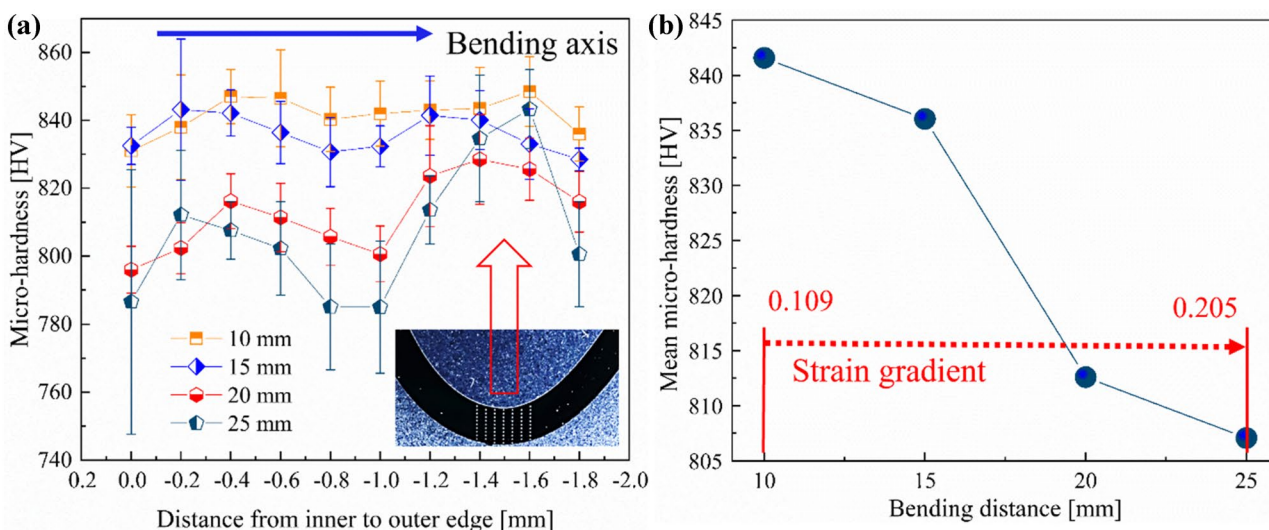 (a)
860
840
820
800
780
760
740
Micro-hardness [HV]
Bending axis
10 mm
15 mm
20 mm
25 mm
0.2 0.0 -0.2 -0.4 -0.6 -0.8 -1.0 -1.2 -1.4 -1.6 -1.8 -2.0
Distance from inner to outer edge [mm]
(b)
845
840
835
830
825
820
815
810
805
Mean micro-hardness [HV]
0.109
0.205
Strain gradient
10 15 20 25
Bending distance [mm]